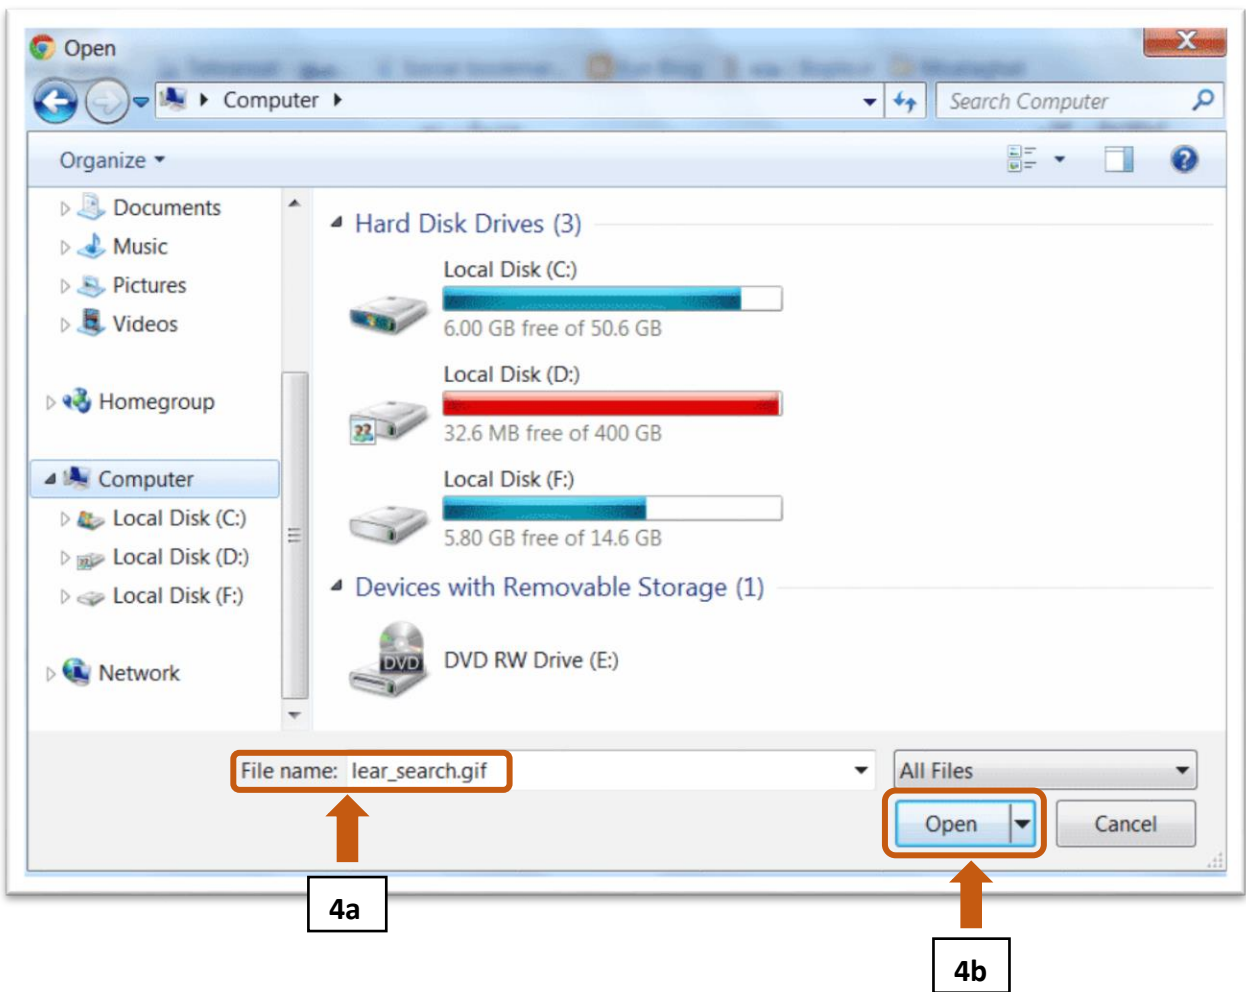 Open
X
Computer
Search Computer
Organize
?
Documents
Music
Pictures
Videos
Homegroup
Computer
Local Disk (C:)
Local Disk (D:)
Local Disk (F:)
Network
Hard Disk Drives (3)
Local Disk (C:)
6.00 GB free of 50.6 GB
Local Disk (D:)
32.6 MB free of 400 GB
Local Disk (F:)
5.80 GB free of 14.6 GB
Devices with Removable Storage (1)
DVD
DVD RW Drive (E:)
File name: lear_search.gif
All Files
Open
Cancel
4a
4b